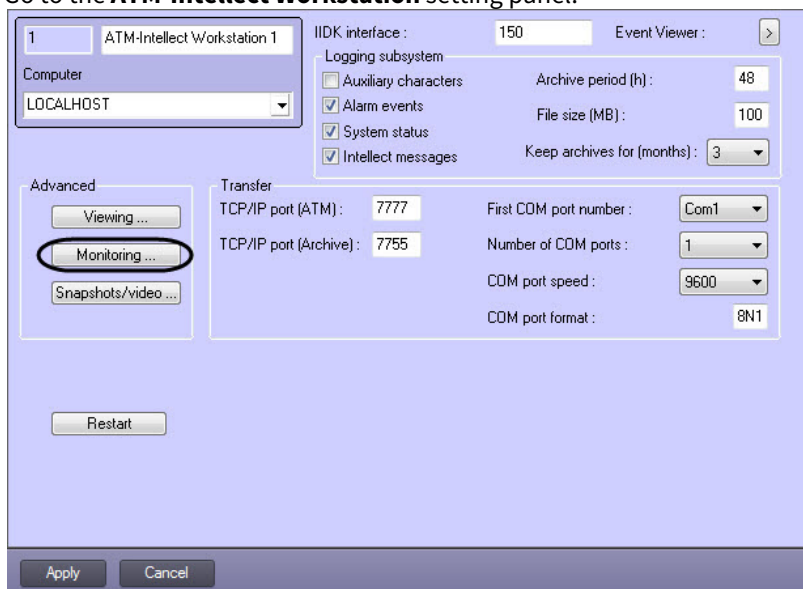 Go to the ATM-Intellect Workstation setting panel.
1
ATM-Intellect Workstation 1
Computer
LOCALHOST
IIDK interface :
150
Event Viewer :
>
Logging subsystem
Auxiliary characters
Archive period (h) :
48
Alarm events
File size (MB) :
100
System status
Intellect messages
Keep archives for (months) :
3
Advanced
Viewing ...
Monitoring ...
Snapshots/video ...
Transfer
TCP/IP port (ATM) :
7777
First COM port number :
Com1
TCP/IP port (Archive) :
7755
Number of COM ports :
1
COM port speed :
9600
COM port format :
8N1
Restart
Apply
Cancel